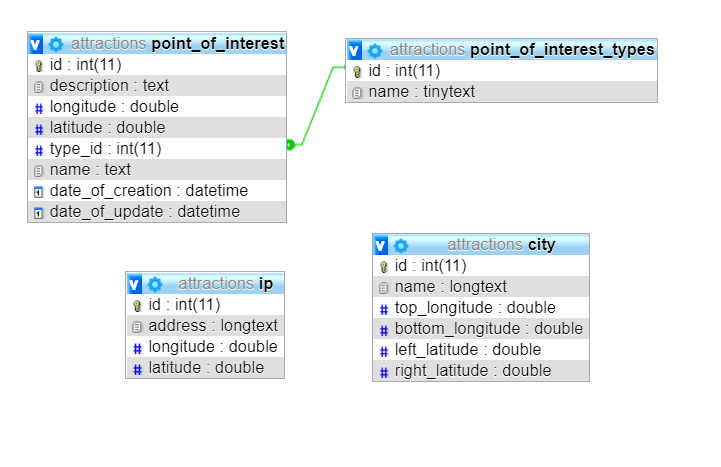 attractions point_of_interest
id : int(11)
description : text
longitude : double
latitude : double
type_id : int(11)
name : text
date_of_creation : datetime
date_of_update : datetime
attractions point_of_interest_types
id : int(11)
name : tinytext
attractions ip
id : int(11)
address : longtext
longitude : double
latitude : double
attractions city
id : int(11)
name : longtext
top_longitude : double
bottom_longitude : double
left_latitude : double
right_latitude : double